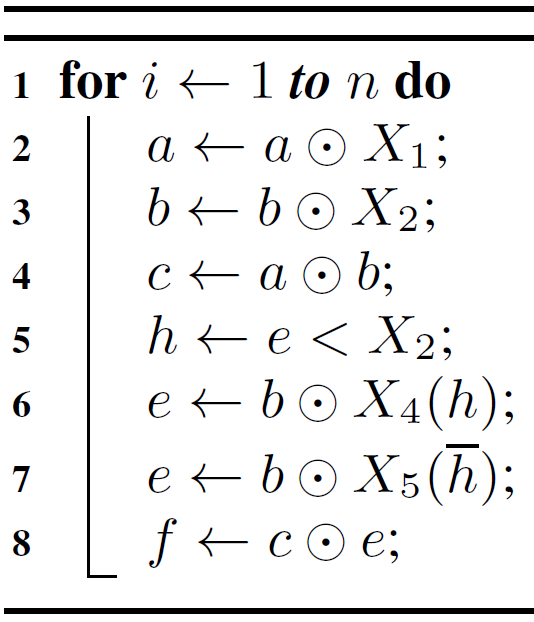 1 for i ← 1 to n do
2 a ← a ⊙ X₁;
3 b ← b ⊙ X₂;
4 c ← a ⊙ b;
5 h ← e < X₂;
6 e ← b ⊙ X₄(h);
7 e ← b ⊙ X₅(h̅);
8 f ← c ⊙ e;